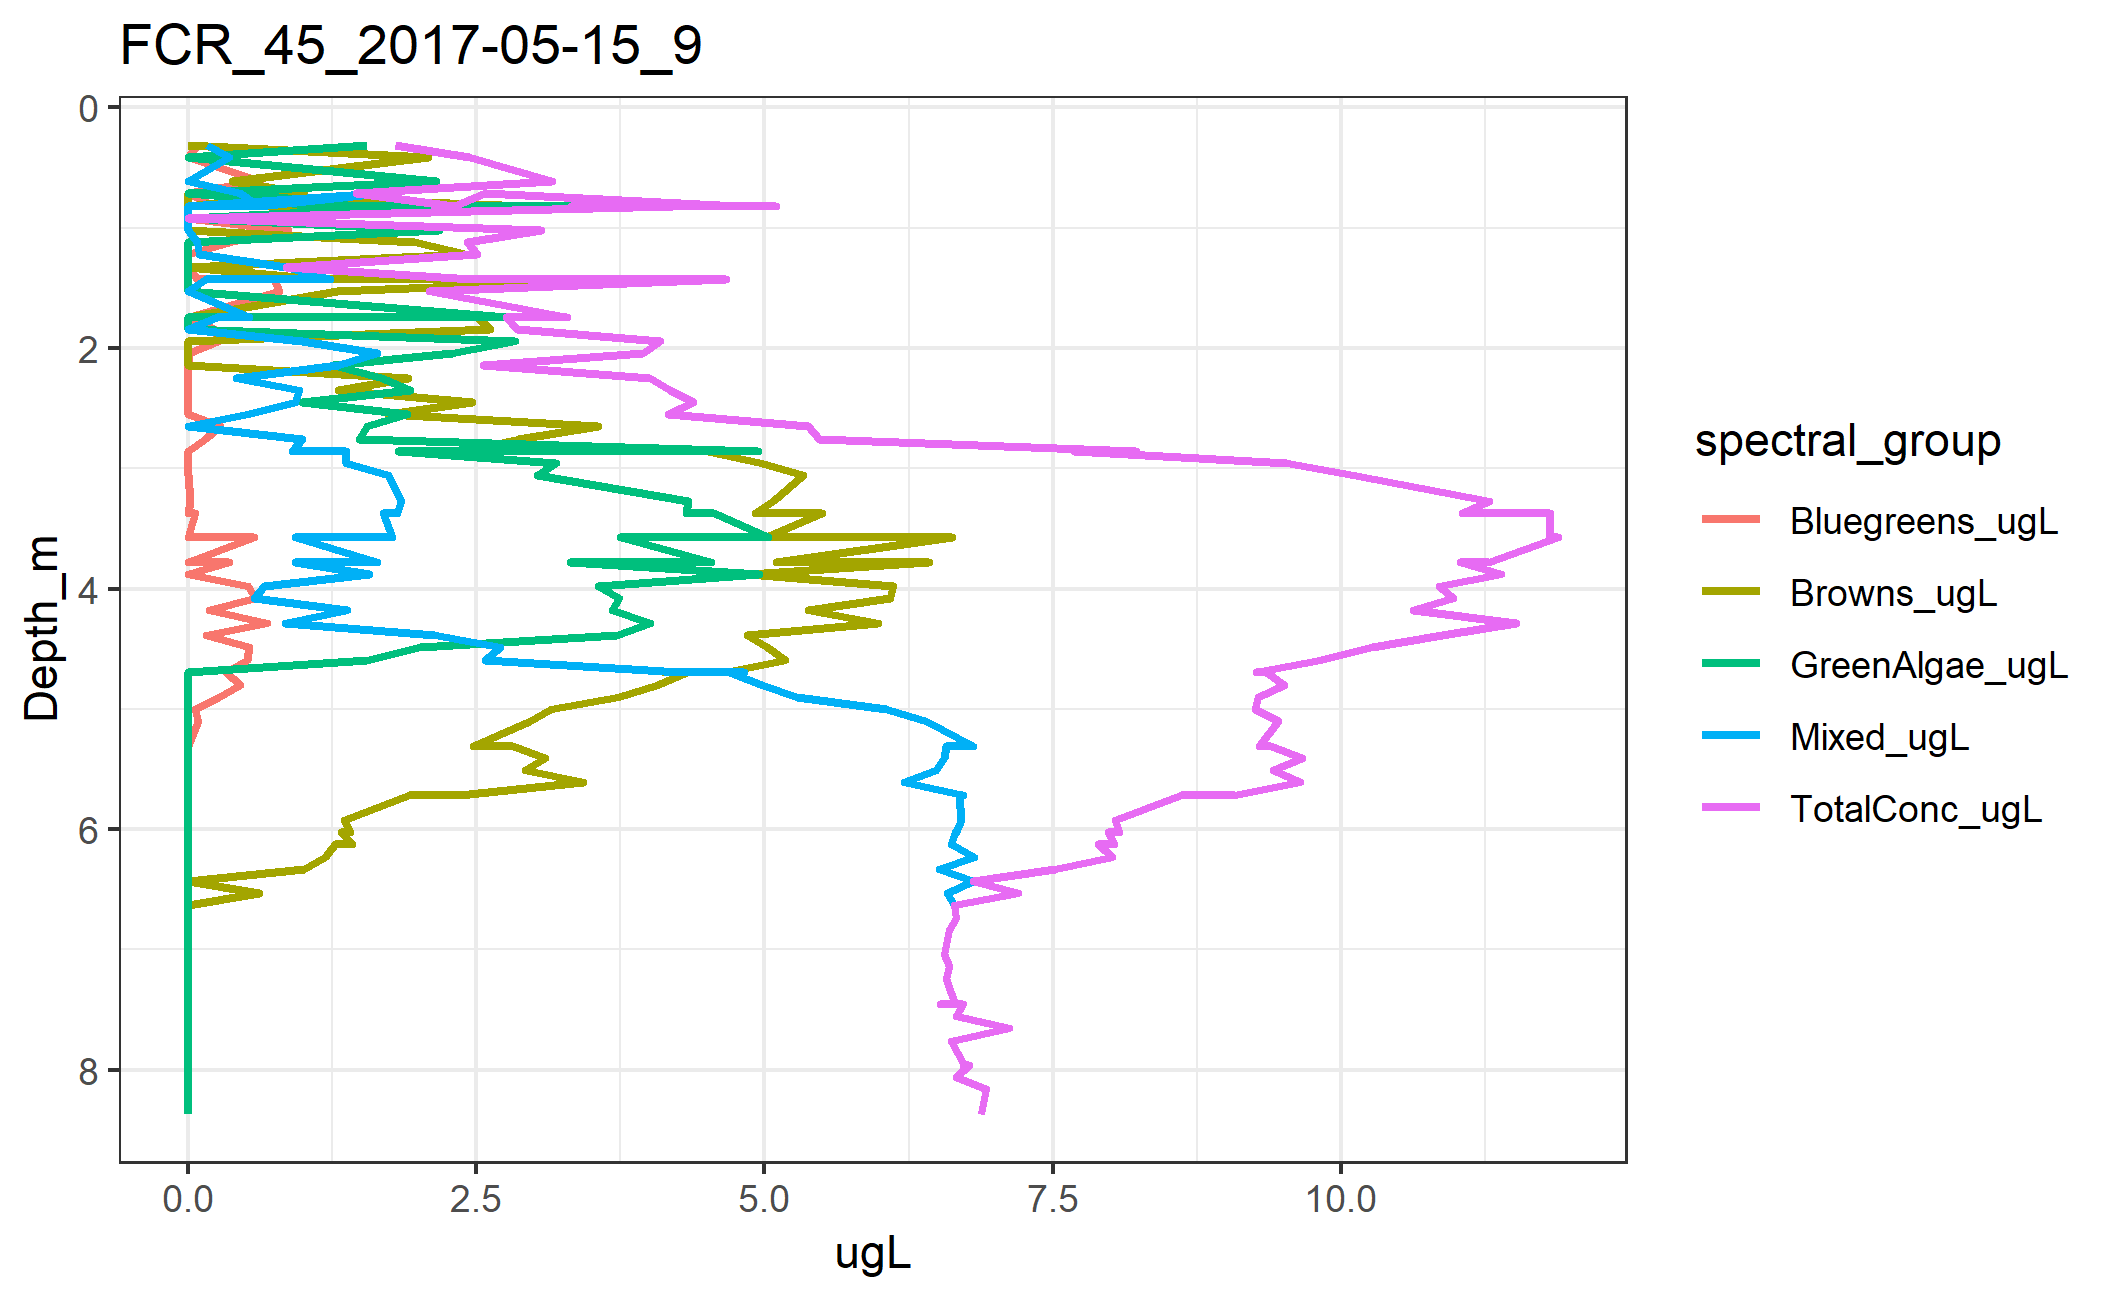 FCR_45_2017-05-15_9
0
2
4
6
8
Depth_m
0.0 2.5 5.0 7.5 10.0
ugL
spectral_group
Bluegreens_ugL
Browns_ugL
GreenAlgae_ugL
Mixed_ugL
TotalConc_ugL